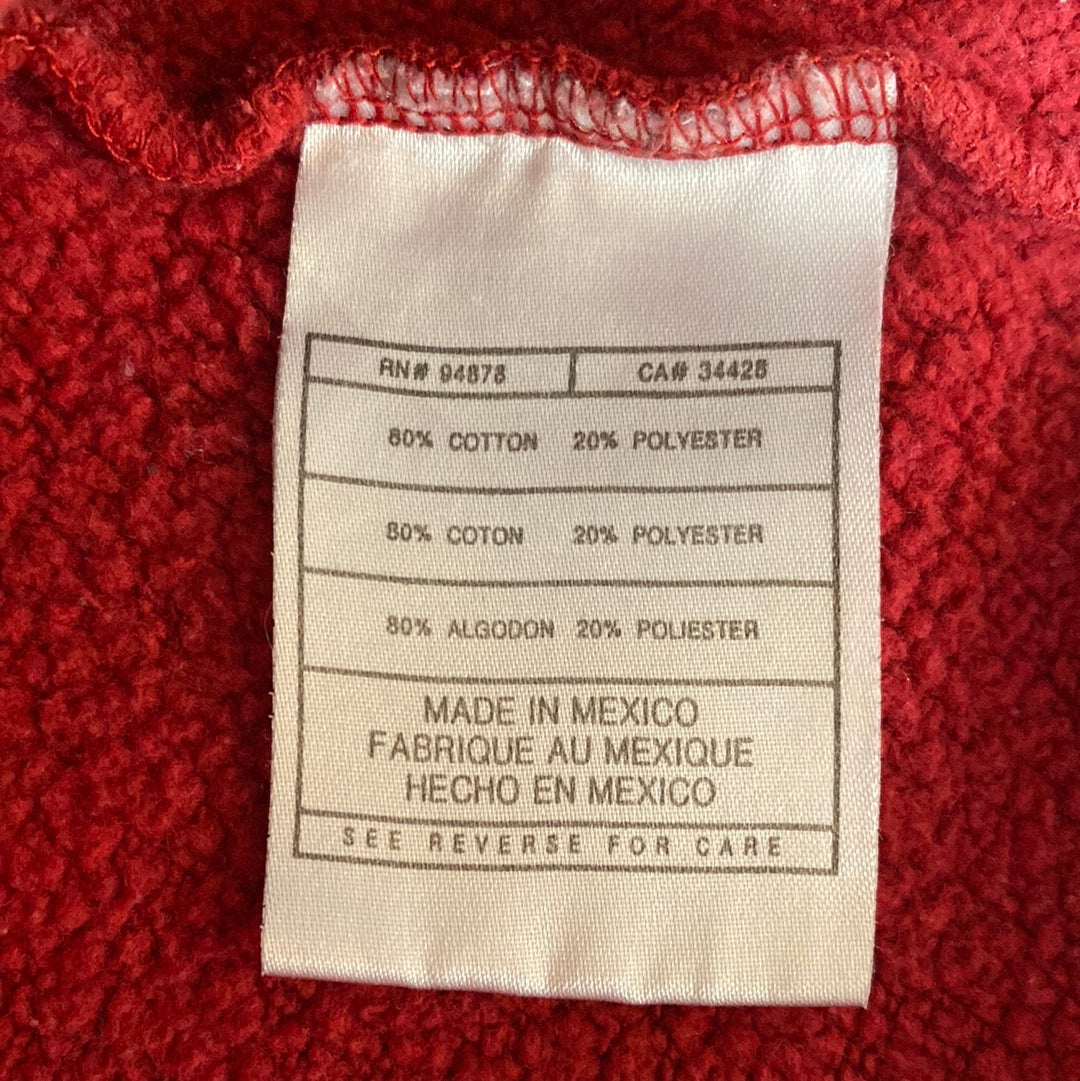 RN# 94878 CA# 34428
80% COTTON 20% POLYESTER
80% COTON 20% POLYESTER
80% ALGODON 20% POLIESTER
MADE IN MEXICO
FABRIQUE AU MEXIQUE
HECHO EN MEXICO
SEE REVERSE FOR CARE